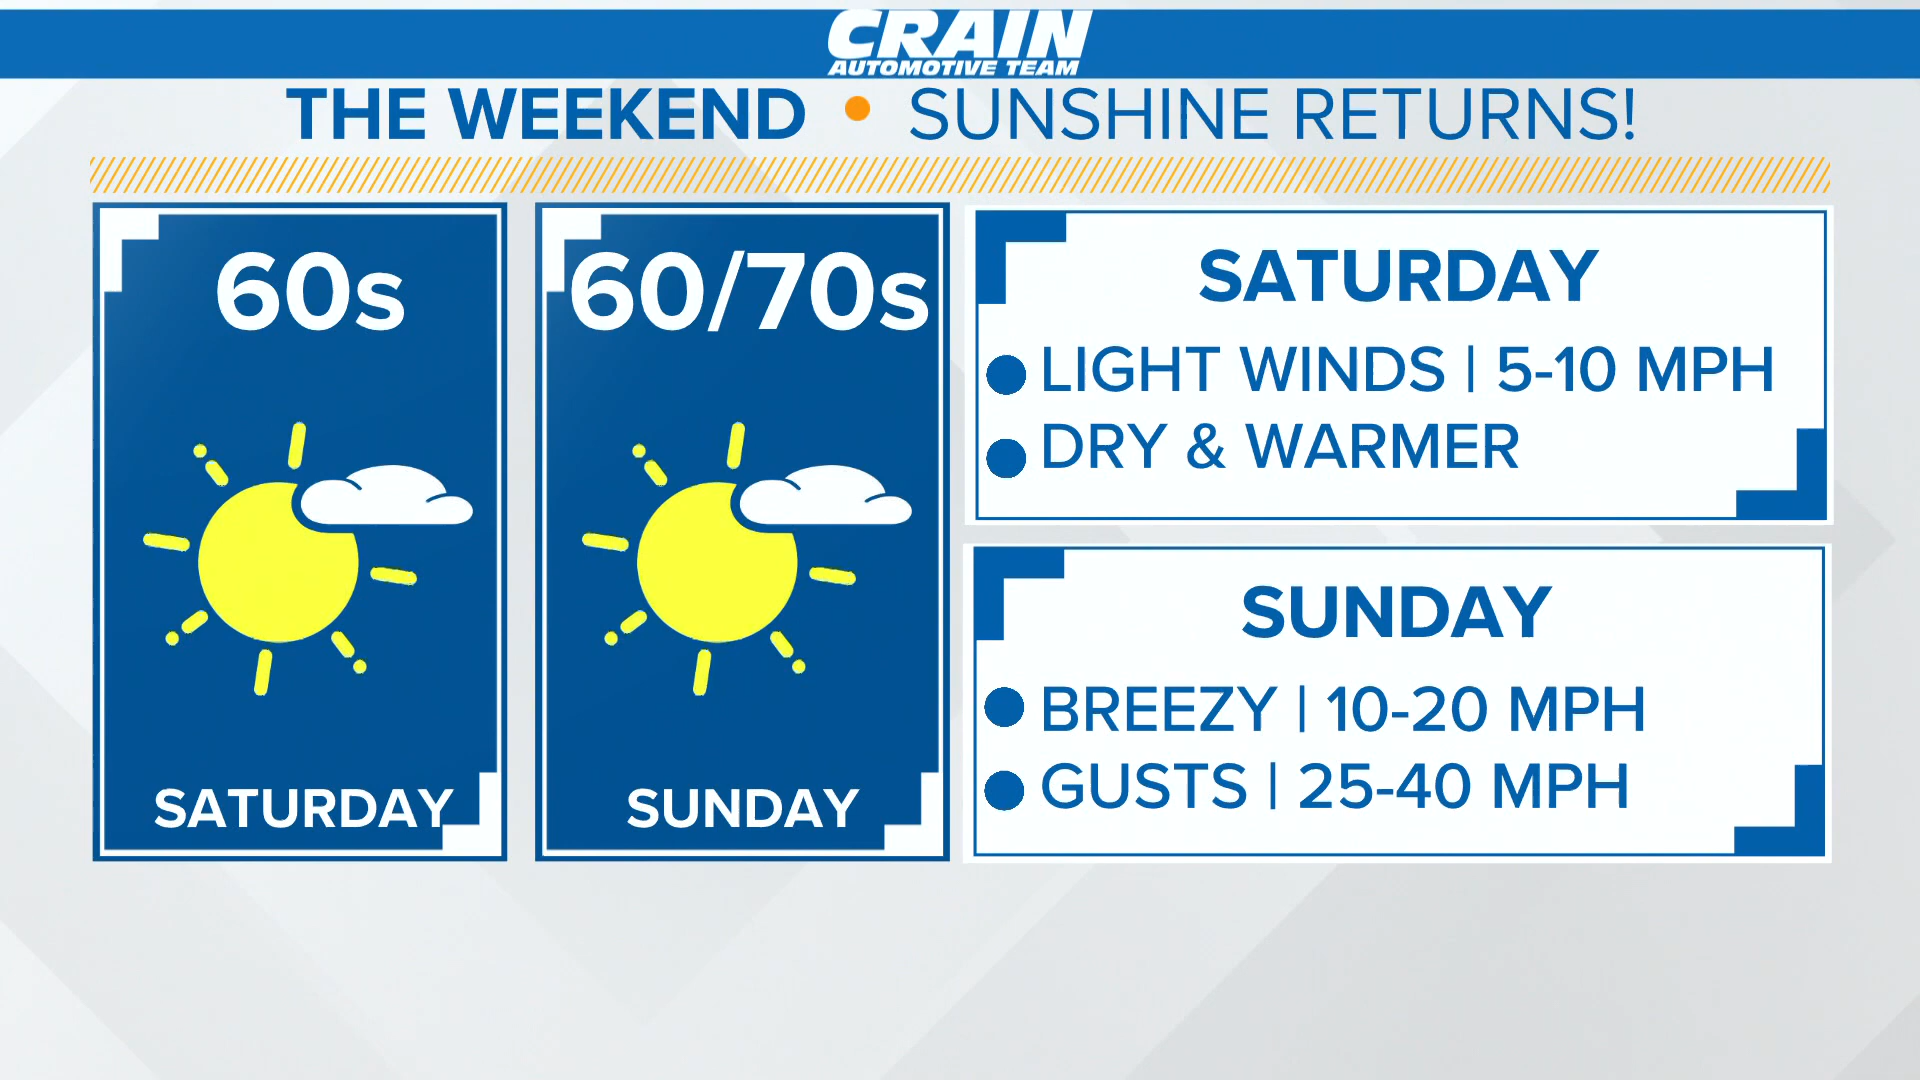 CRAIN
AUTOMOTIVE TEAM
THE WEEKEND • SUNSHINE RETURNS!
60s
SATURDAY
60/70s
SUNDAY
SATURDAY
● LIGHT WINDS | 5-10 MPH
● DRY & WARMER
SUNDAY
● BREEZY | 10-20 MPH
● GUSTS | 25-40 MPH